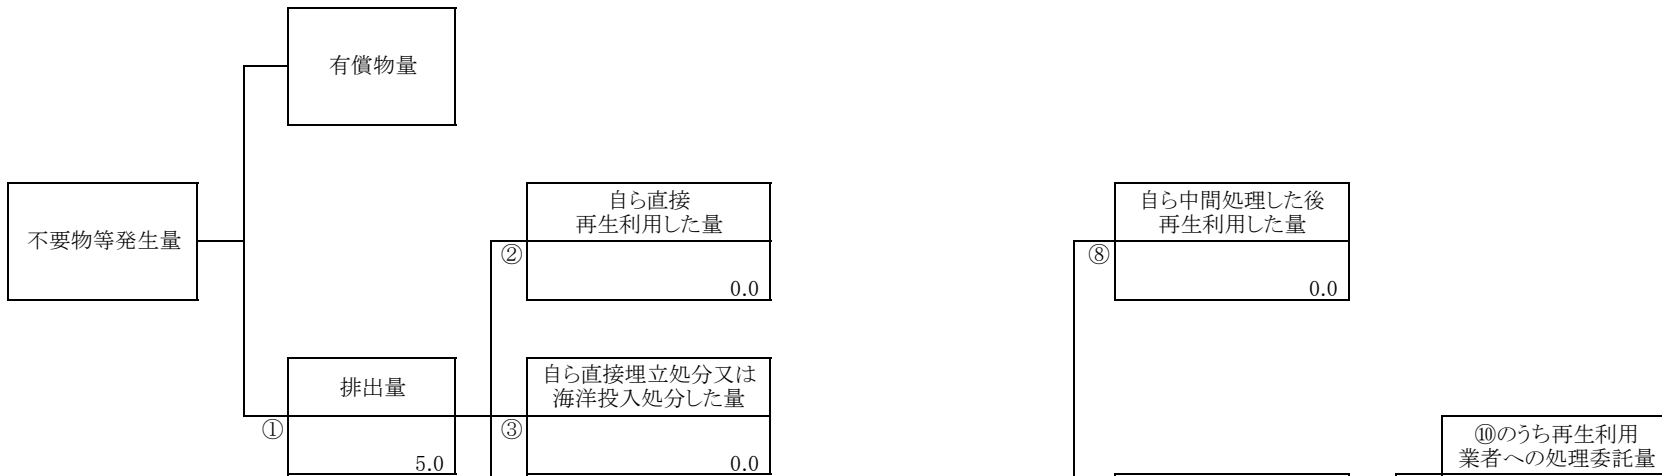 有償物量
不要物等発生量
自ら直接
再生利用した量
②
0.0
自ら中間処理した後
再生利用した量
⑧
0.0
排出量
①
5.0
自ら直接埋立処分又は
海洋投入処分した量
③
0.0
⑩のうち再生利用
業者への処理委託量